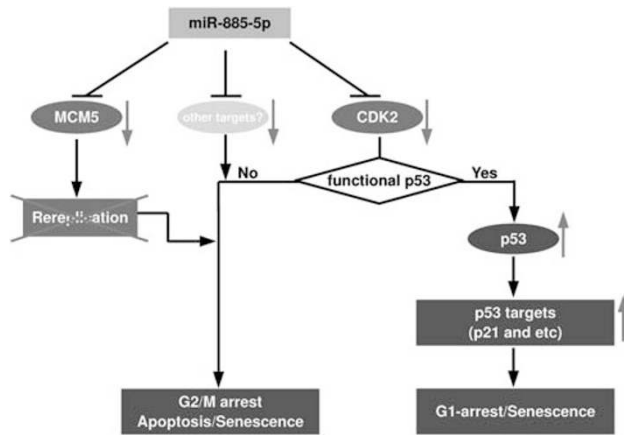 miR-885-5p
MCM5
other targets?
CDK2
No
functional p53
Yes
Rereplication
p53
p53 targets
(p21 and etc)
G2/M arrest
Apoptosis/Senescence
G1-arrest/Senescence